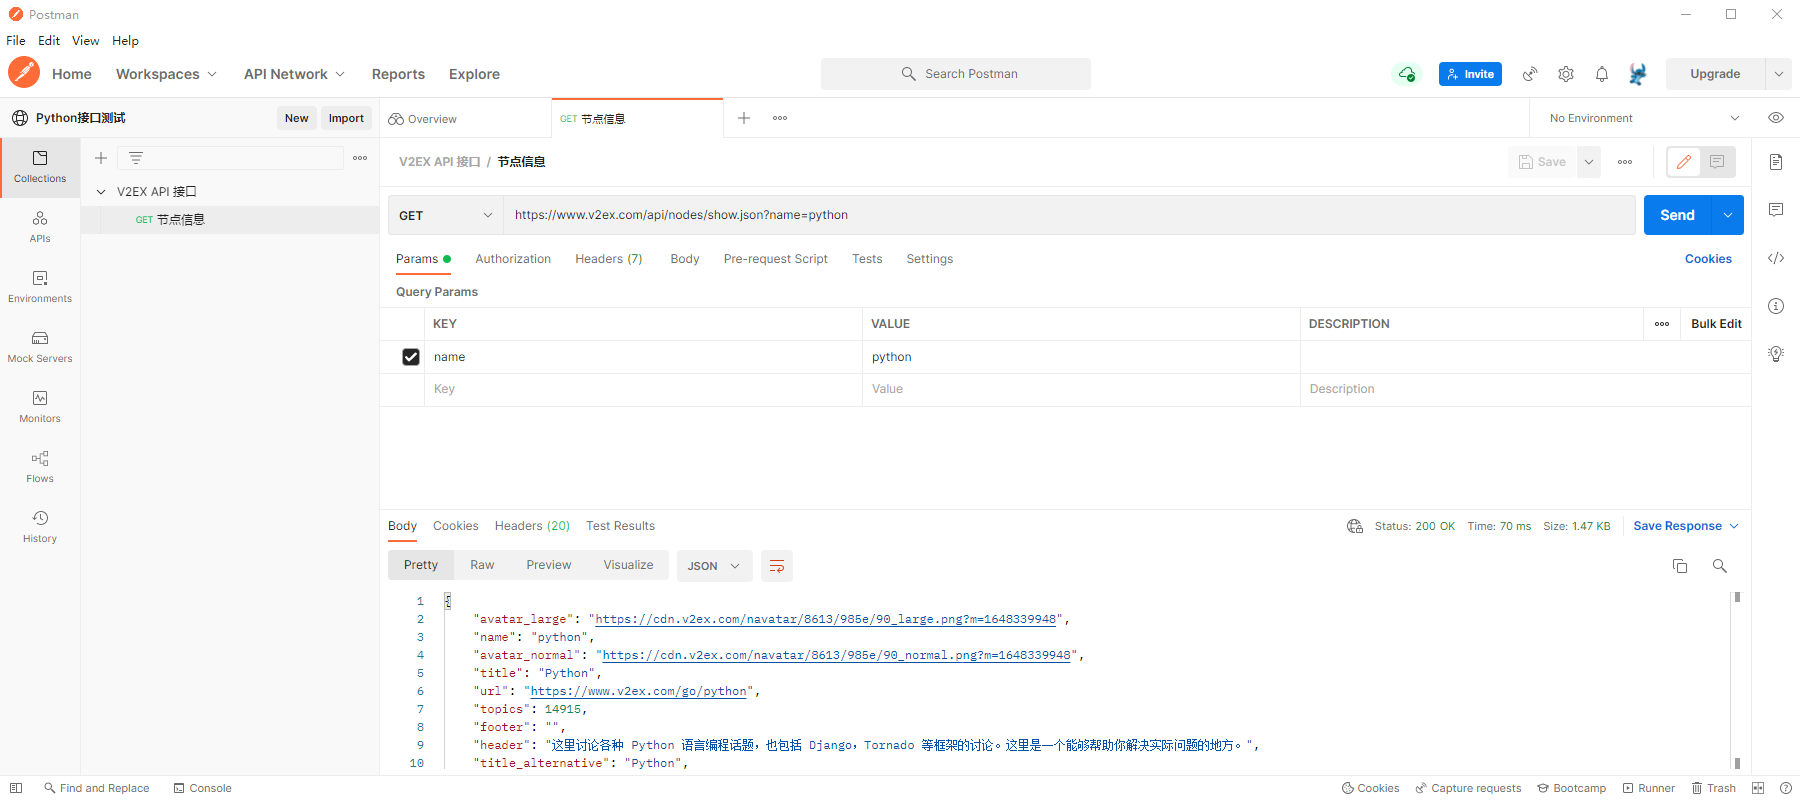 Postman
File Edit View Help
Home Workspaces API Network Reports Explore Search Postman Invite Upgrade
Python接口测试 New Import Overview GET 节点信息 No Environment
Collections
V2EX API 接口 / 节点信息 Save
V2EX API 接口
GET 节点信息
GET https://www.v2ex.com/api/nodes/show.json?name=python Send
APIs
Params Authorization Headers (7) Body Pre-request Script Tests Settings Cookies
Query Params
Environments
KEY VALUE DESCRIPTION Bulk Edit
Mock Servers
name python
Key Value Description
Monitors
Flows
History
Body Cookies Headers (20) Test Results Status: 200 OK Time: 70 ms Size: 1.47 KB Save Response
Pretty Raw Preview Visualize JSON
1 {
2 "avatar_large": "https://cdn.v2ex.com/navatar/8613/985e/90_large.png?m=1648339948",
3 "name": "python",
4 "avatar_normal": "https://cdn.v2ex.com/navatar/8613/985e/90_normal.png?m=1648339948",
5 "title": "Python",
6 "url": "https://www.v2ex.com/go/python",
7 "topics": 14915,
8 "footer": "",
9 "header": "这里讨论各种 Python 语言编程话题，也包括 Django，Tornado 等框架的讨论。这里是一个能够帮助你解决实际问题的地方。",
10 "title_alternative": "Python",
Find and Replace Console Cookies Capture requests Bootcamp Runner Trash